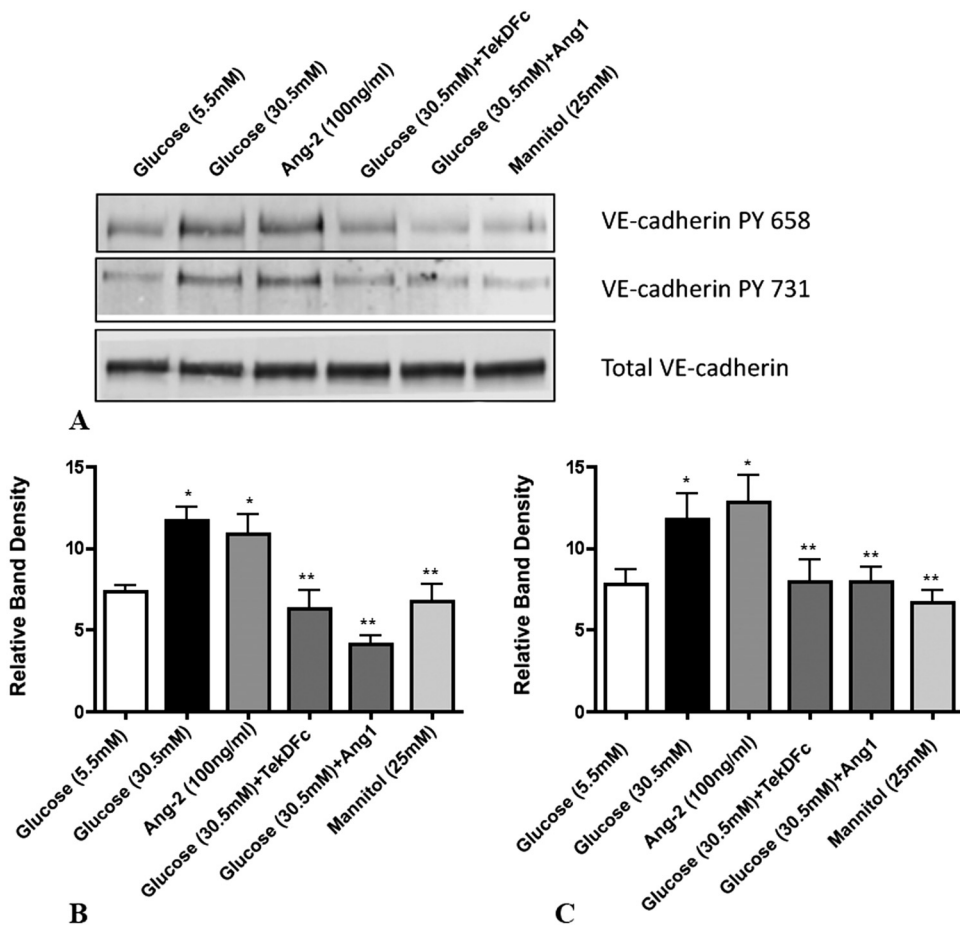 Glucose (5.5mM)
Glucose (30.5mM)
Ang-2 (100ng/ml)
Glucose (30.5mM)+TekDFc
Glucose (30.5mM)+Ang1
Mannitol (25mM)
VE-cadherin PY 658
VE-cadherin PY 731
Total VE-cadherin
A
Relative Band Density
15
10
5
0
*
*
**
**
**
Glucose (5.5mM)
Glucose (30.5mM)
Ang-2 (100ng/ml)
Glucose (30.5mM)+TekDFc
Glucose (30.5mM)+Ang1
Mannitol (25mM)
B
Relative Band Density
15
10
5
0
*
*
**
**
**
Glucose (5.5mM)
Glucose (30.5mM)
Ang-2 (100ng/ml)
Glucose (30.5mM)+TekDFc
Glucose (30.5mM)+Ang1
Mannitol (25mM)
C